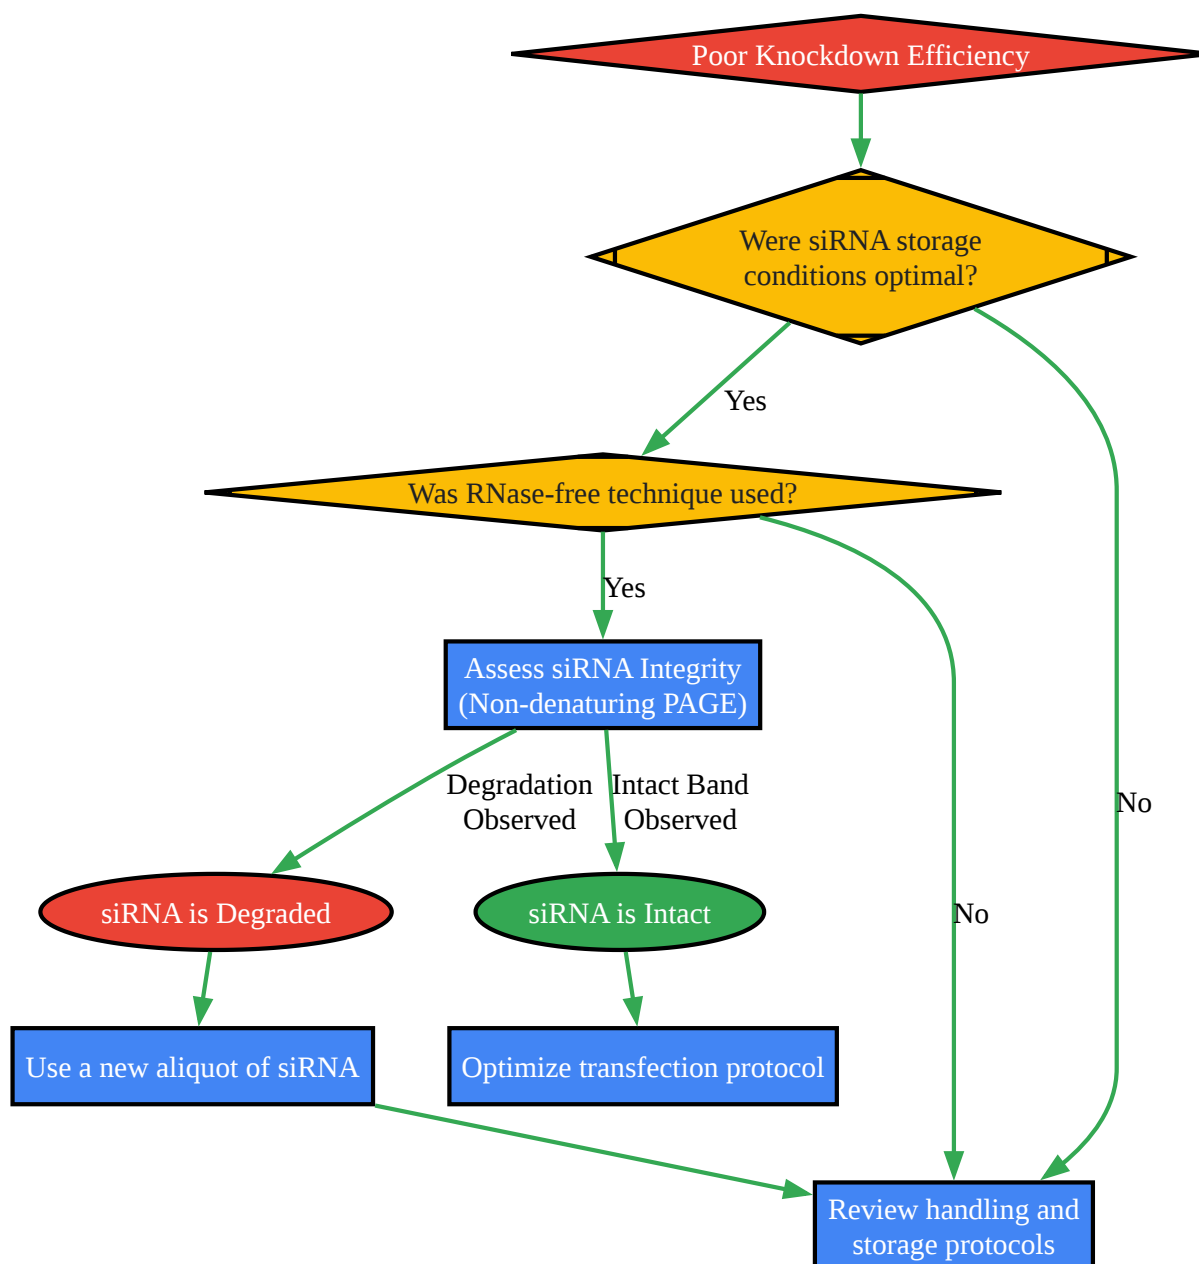 Poor Knockdown Efficiency
Were siRNA storage
conditions optimal?
Yes
Was RNase-free technique used?
Yes
Assess siRNA Integrity
(Non-denaturing PAGE)
Degradation
Observed
Intact Band
Observed
No
siRNA is Degraded
siRNA is Intact
No
Use a new aliquot of siRNA
Optimize transfection protocol
Review handling and
storage protocols